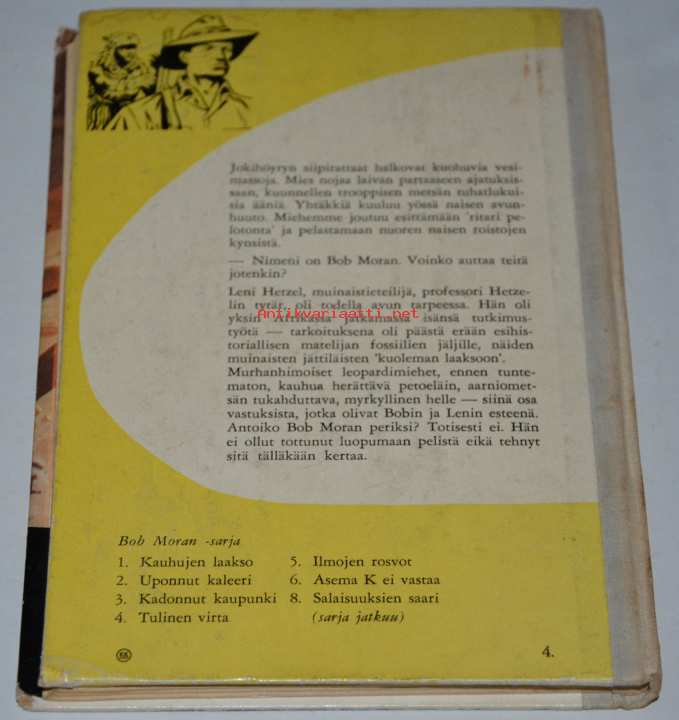 Jokihöyryn siipirattaat halkovat kuohuvia vesi-
massoja. Mies nojaa laivan partaaseen ajatuksis-
saan, kuunnellen trooppisen metsän tuhatlukui-
sia ääniä. Yhtäkkiä kuuluu yössä naisen avun-
huuto. Miehemme joutuu esittämään 'ritari pe-
lotonta' ja pelastamaan nuoren naisen roistojen
kynsistä.
— Nimeni on Bob Moran. Voinko auttaa teitä
jotenkin?
Leni Hetzel, muinaistieteilijä, professori Hetze-
lin tytär, oli todella avun tarpeessa. Hän oli
Antikvariaatti.net
yksin Afrikassa jatkamassa isänsä tutkimus-
työtä — tarkoituksena oli päästä erään esihis-
toriallisen matelijan fossiilien jäljille, näiden
muinaisten jättiläisten 'kuoleman laaksoon'.
Murhanhimoiset leopardimiehet, ennen tunte-
maton, kauhua herättävä petoeläin, aarniomet-
sän tukahduttava, myrkyllinen helle — siinä osa
vastuksista, jotka olivat Bobin ja Lenin esteenä.
Antoiko Bob Moran periksi? Totisesti ei. Hän
ei ollut tottunut luopumaan pelistä eikä tehnyt
sitä tälläkään kertaa.
Bob Moran -sarja
1. Kauhujen laakso
2. Uponnut kaleeri
3. Kadonnut kaupunki
4. Tulinen virta
5. Ilmojen rosvot
6. Asema K ei vastaa
8. Salaisuuksien saari
(sarja jatkuu)
4.